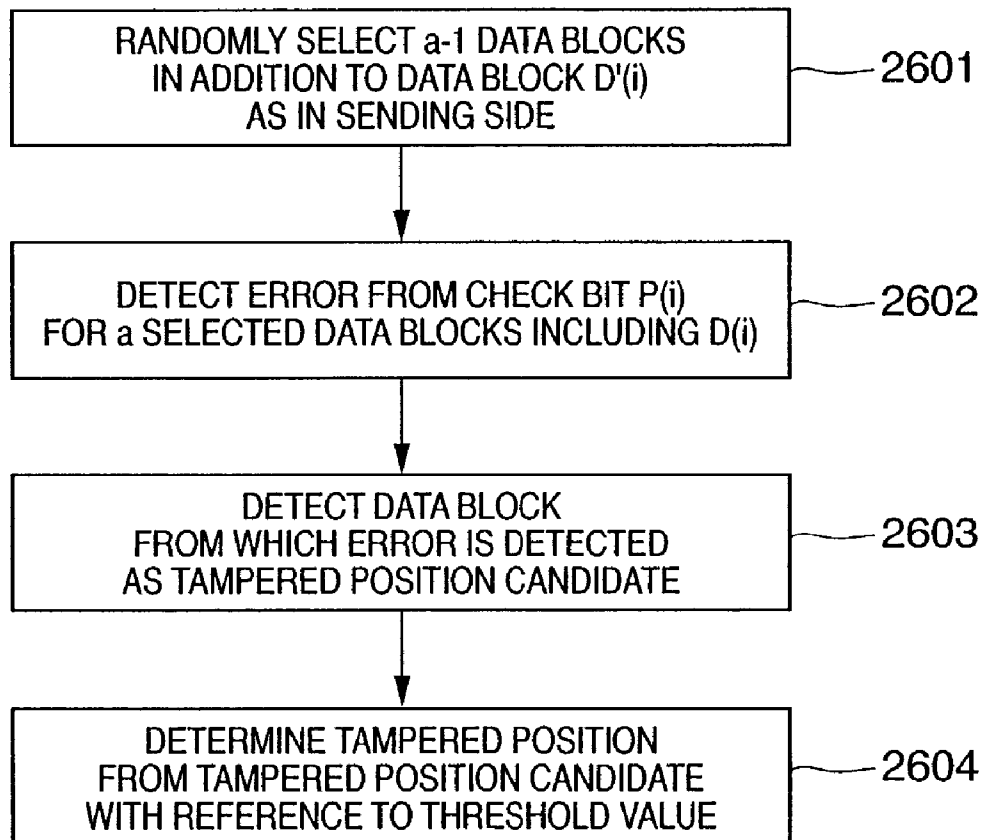 RANDOMLY SELECT a-1 DATA BLOCKS
IN ADDITION TO DATA BLOCK D'(i)
AS IN SENDING SIDE
2601
DETECT ERROR FROM CHECK BIT P(i)
FOR a SELECTED DATA BLOCKS INCLUDING D(i)
2602
DETECT DATA BLOCK
FROM WHICH ERROR IS DETECTED
AS TAMPERED POSITION CANDIDATE
2603
DETERMINE TAMPERED POSITION
FROM TAMPERED POSITION CANDIDATE
WITH REFERENCE TO THRESHOLD VALUE
2604